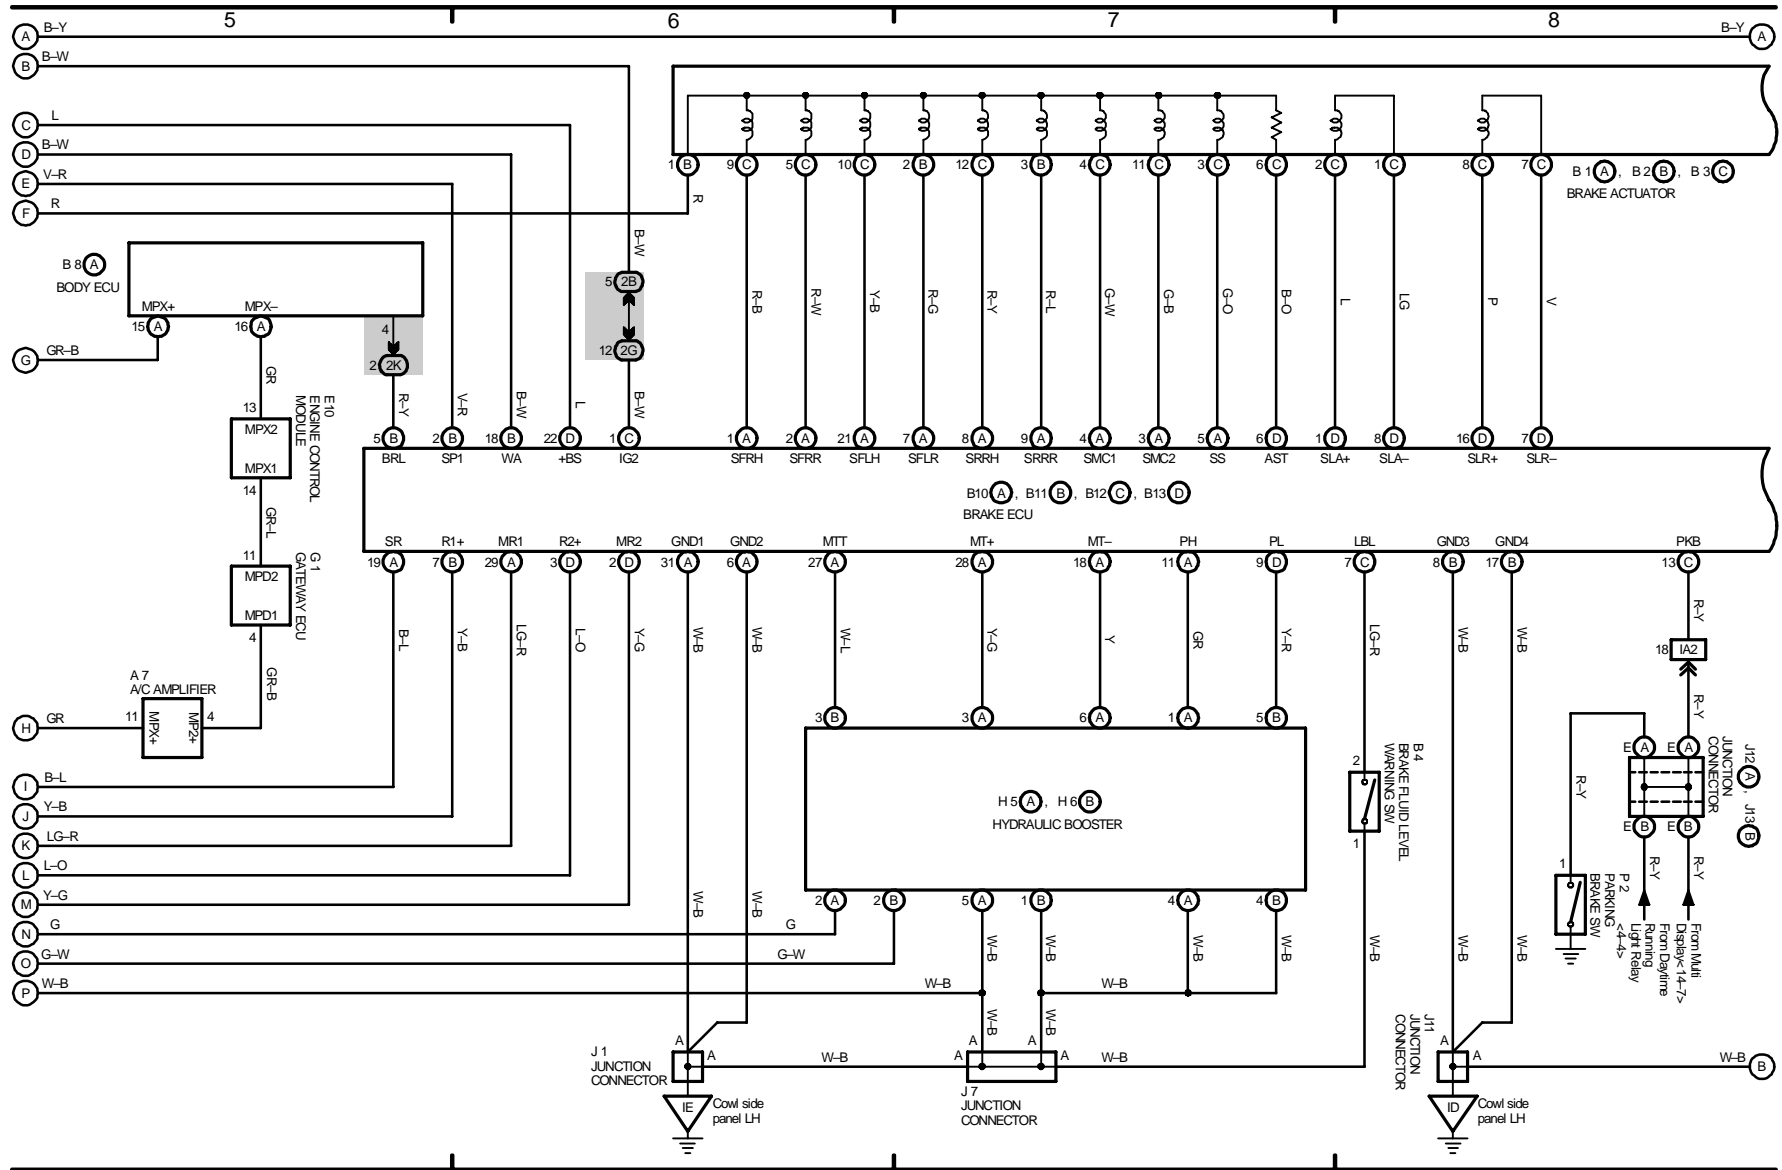 5 6 7 8
A B–Y B–Y A
B B–W
C L
D B–W
E V–R
F R R
1 B 9 C 5 C 10 C 2 B 12 C 3 B 4 C 11 C 3 C 6 C 2 C 1 C 8 C 7 C
B 1 A , B 2 B , B 3 C
BRAKE ACTUATOR
B–W
B 8 A
BODY ECU
MPX+ MPX–
15 A 16 A
4
2 2K
5 2B
12 2G
G GR–B
R–B R–W Y–B R–G R–Y R–L G–W G–B G–O B–O L LG P V
GR
R–Y V–R B–W L B–W
13
MPX2
MPX1
14
E10
ENGINE CONTROL
MODULE
5 B 2 B 18 B 22 D 1 C 1 A 2 A 21 A 7 A 8 A 9 A 4 A 3 A 5 A 6 D 1 D 8 D 16 D 7 D
BRL SP1 WA +BS IG2 SFRH SFRR SFLH SFLR SRRH SRRR SMC1 SMC2 SS AST SLA+ SLA– SLR+ SLR–
B10 A , B11 B , B12 C , B13 D
BRAKE ECU
SR R1+ MR1 R2+ MR2 GND1 GND2 MTT MT+ MT– PH PL LBL GND3 GND4 PKB
19 A 7 B 29 A 3 D 2 D 31 A 6 A 27 A 28 A 18 A 11 A 9 D 7 C 8 B 17 B 13 C
GR–L
11
MPD2
MPD1
4
G 1
GATEWAY ECU
GR–B
B–L Y–B LG–R L–O Y–G W–B W–B W–L Y–G Y GR Y–R LG–R W–B W–B R–Y
18 IA2
R–Y
A 7
A/C AMPLIFIER
H GR 11 MPX+ MP2+ 4
3 B 3 A 6 A 1 A 5 B
H 5 A , H 6 B
HYDRAULIC BOOSTER
2 A 2 B 5 A 1 B 4 A 4 B
2
1
B 4
BRAKE FLUID LEVEL
WARNING SW
E A E A
E B E B
J12 A , J13 B
JUNCTION
CONNECTOR
R–Y
R–Y R–Y
1
P 2
PARKING
BRAKE SW
<4–4>
From Daytime
Running
Light Relay
From Multi
Display<14–7>
I B–L
J Y–B
K LG–R
L L–O
M Y–G
N G G
O G–W G–W
P W–B W–B W–B
W–B W–B
W–B W–B W–B W–B
W–B W–B W–B
W–B W–B
J 1
JUNCTION
CONNECTOR
A A
W–B
A A A A
W–B
J 7
JUNCTION
CONNECTOR
J11
JUNCTION
CONNECTOR
A A
W–B B
IE Cowl side
panel LH
ID Cowl side
panel LH